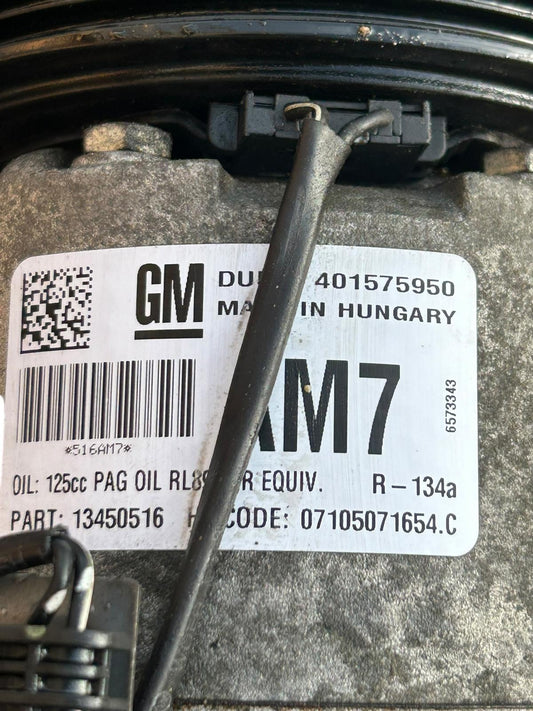 GM
401575950
IN HUNGARY
AM7
6573343
*516AM7*
OIL: 125cc PAG OIL EQUIV. R-134a
PART: 13450516 CODE: 07105071654.C